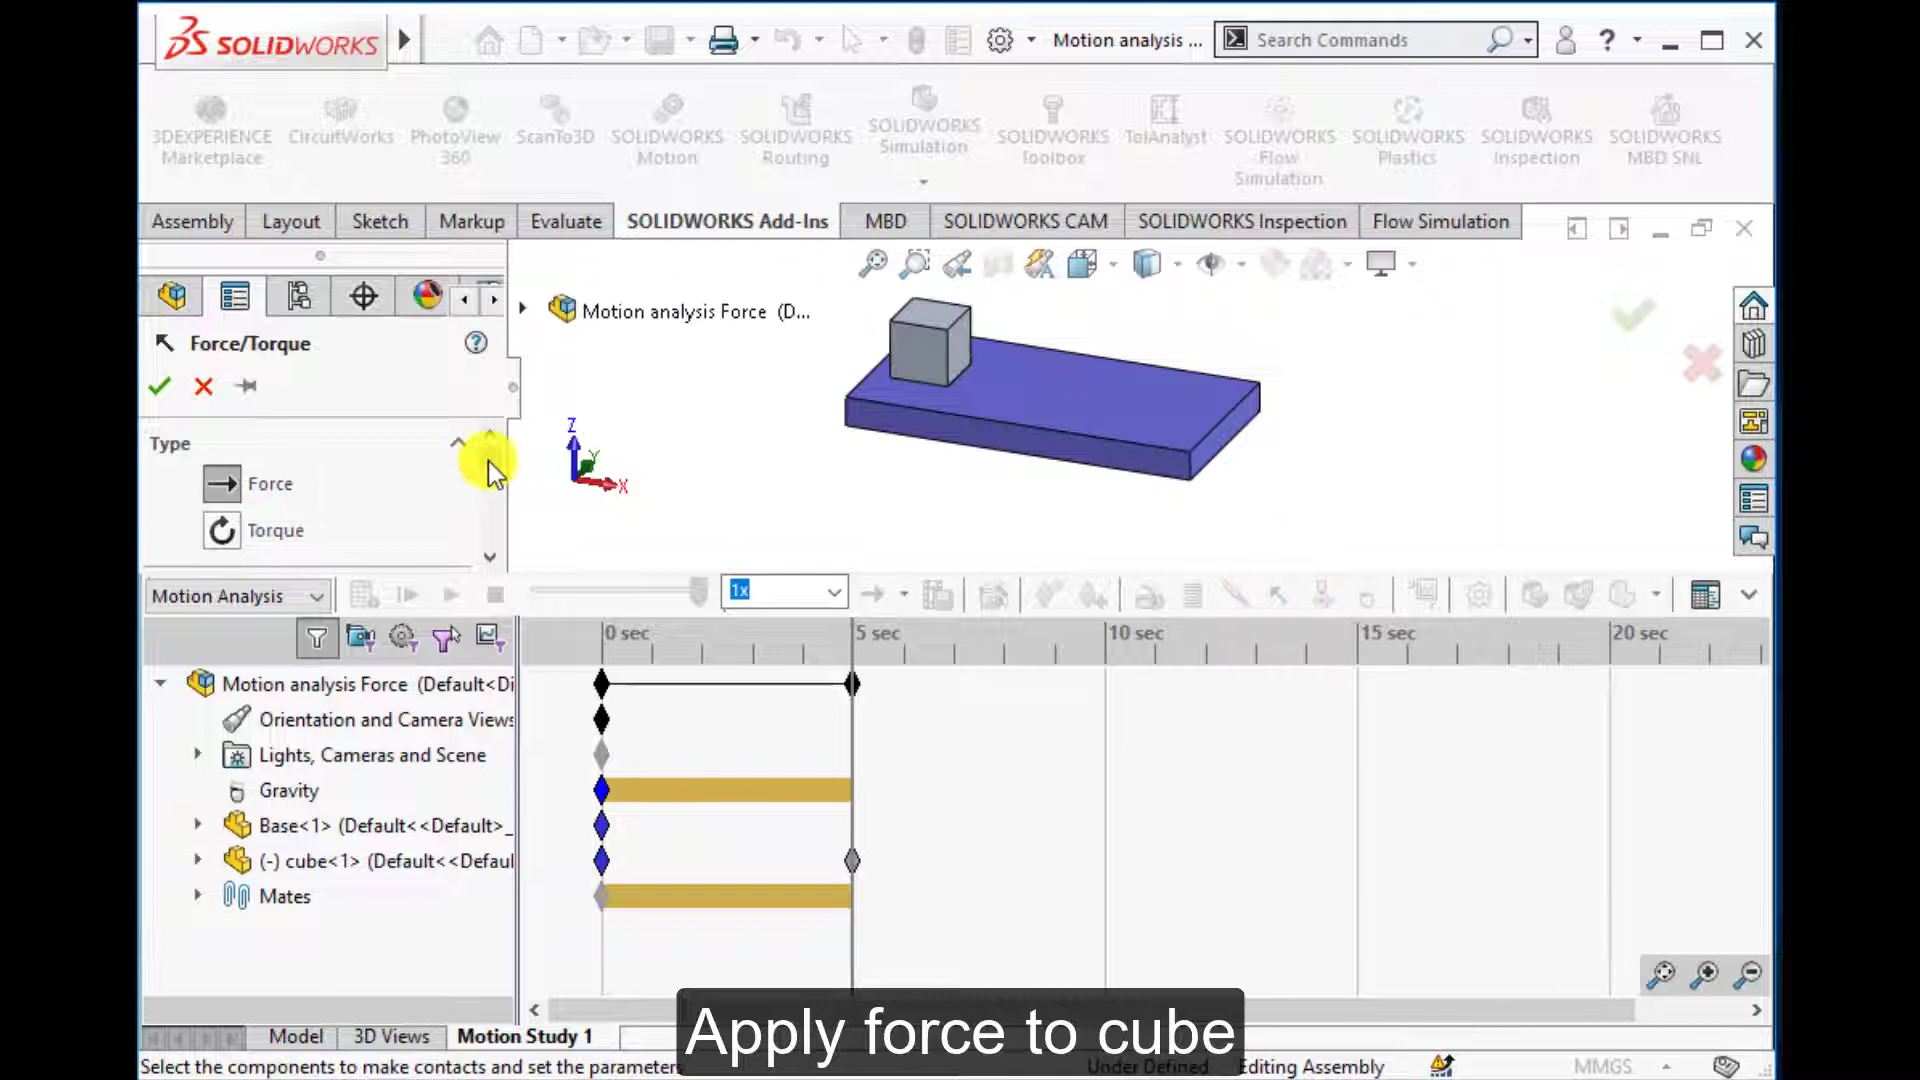 SOLIDWORKS
Motion analysis ...
Search Commands
?
3DEXPERIENCE Marketplace
CircuitWorks
PhotoView 360
ScanTo3D
SOLIDWORKS Motion
SOLIDWORKS Routing
SOLIDWORKS Simulation
SOLIDWORKS Toolbox
TolAnalyst
SOLIDWORKS Flow Simulation
SOLIDWORKS Plastics
SOLIDWORKS Inspection
SOLIDWORKS MBD SNL
Assembly
Layout
Sketch
Markup
Evaluate
SOLIDWORKS Add-Ins
MBD
SOLIDWORKS CAM
SOLIDWORKS Inspection
Flow Simulation
Motion analysis Force (D...
Force/Torque
Type
Force
Torque
Z
Y
X
Motion Analysis
1x
0 sec
5 sec
10 sec
15 sec
20 sec
Motion analysis Force (Default<Di
Orientation and Camera Views
Lights, Cameras and Scene
Gravity
Base<1> (Default<<Default>_
(-) cube<1> (Default<<Defaul
Mates
Model
3D Views
Motion Study 1
Apply force to cube
Select the components to make contacts and set the parameters
Under Defined
Editing Assembly
MMGS